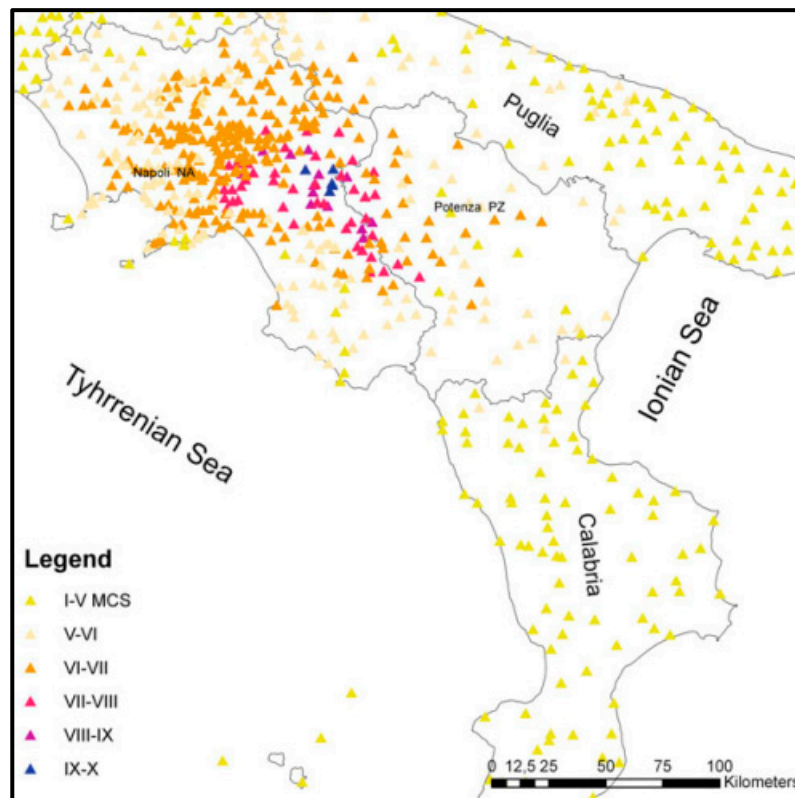 Puglia
Napoli NA
Potenza PZ
Ionian Sea
Tyhrrenian Sea
Calabria
Legend
I-V MCS
V-VI
VI-VII
VII-VIII
VIII-IX
IX-X
0 12,5 25 50 75 100
Kilometers